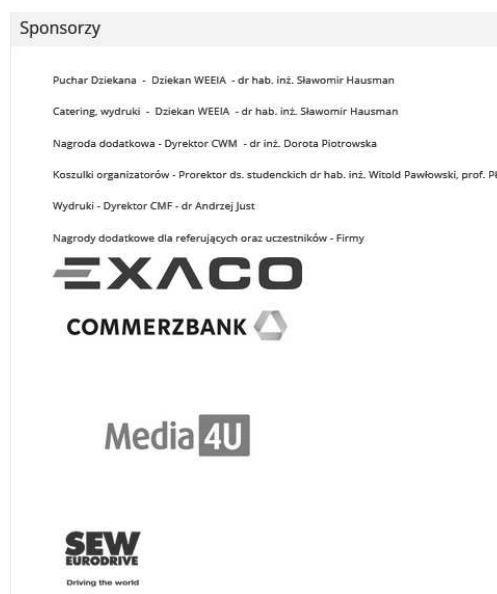 Sponsorzy
Puchar Dziekana - Dziekan WEEIA - dr hab. inż. Sławomir Hausman
Catering, wydruki - Dziekan WEEIA - dr hab. inż. Sławomir Hausman
Nagroda dodatkowa - Dyrektor CWM - dr inż. Dorota Piotrowska
Koszulki organizatorów - Prorektor ds. studenckich dr hab. inż. Witold Pawłowski, prof. PŁ
Wydruki - Dyrektor CMF - dr Andrzej Just
Nagrody dodatkowe dla referujących oraz uczestników - Firmy
EXACO
COMMERZBANK
Media 4U
SEW
EURODRIVE
Driving the world